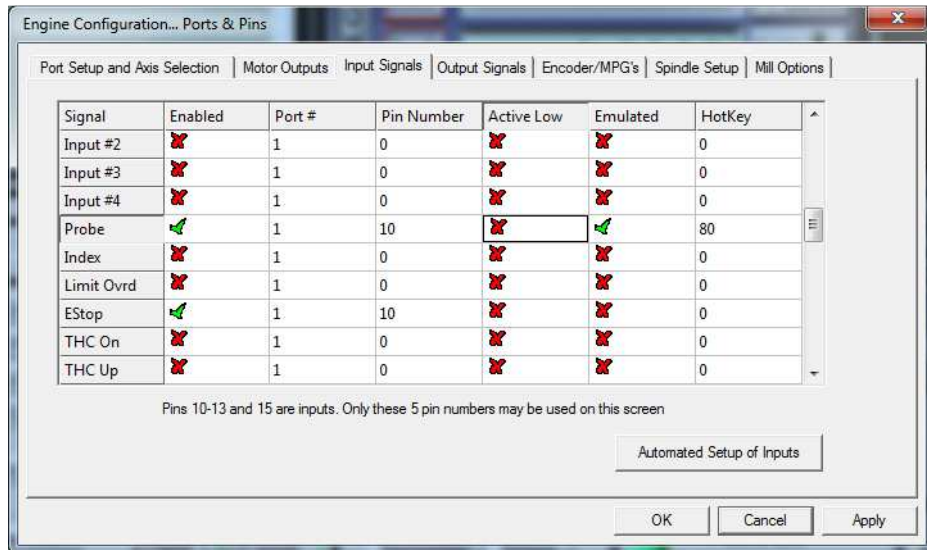 Engine Configuration... Ports & Pins
Port Setup and Axis Selection Motor Outputs Input Signals Output Signals Encoder/MPG's Spindle Setup Mill Options
Signal Enabled Port # Pin Number Active Low Emulated HotKey
Input #2 1 0 0
Input #3 1 0 0
Input #4 1 0 0
Probe 1 10 80
Index 1 0 0
Limit Ovrd 1 0 0
EStop 1 10 0
THC On 1 0 0
THC Up 1 0 0
Pins 10-13 and 15 are inputs. Only these 5 pin numbers may be used on this screen
Automated Setup of Inputs
OK Cancel Apply